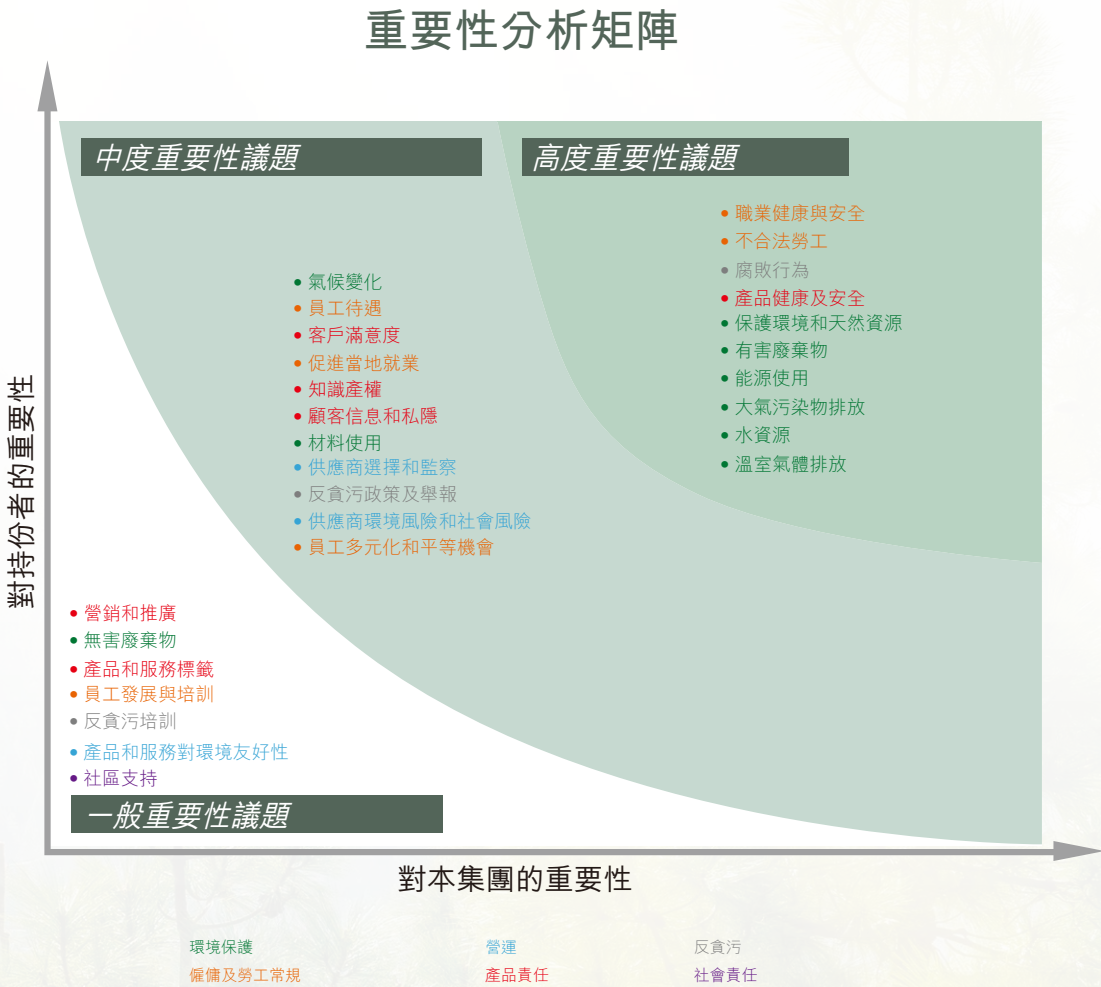 重要性分析矩陣
中度重要性議題
高度重要性議題
• 職業健康與安全
• 不合法勞工
• 腐敗行為
• 產品健康及安全
• 保護環境和天然資源
• 有害廢棄物
• 能源使用
• 大氣污染物排放
• 水資源
• 溫室氣體排放
• 氣候變化
• 員工待遇
• 客戶滿意度
• 促進當地就業
• 知識產權
• 顧客信息和私隱
• 材料使用
• 供應商選擇和監察
• 反貪污政策及舉報
• 供應商環境風險和社會風險
• 員工多元化和平等機會
對持份者的重要性
• 營銷和推廣
• 無害廢棄物
• 產品和服務標籤
• 員工發展與培訓
• 反貪污培訓
• 產品和服務對環境友好性
• 社區支持
一般重要性議題
對本集團的重要性
環境保護 營運 反貪污
僱傭及勞工常規 產品責任 社會責任